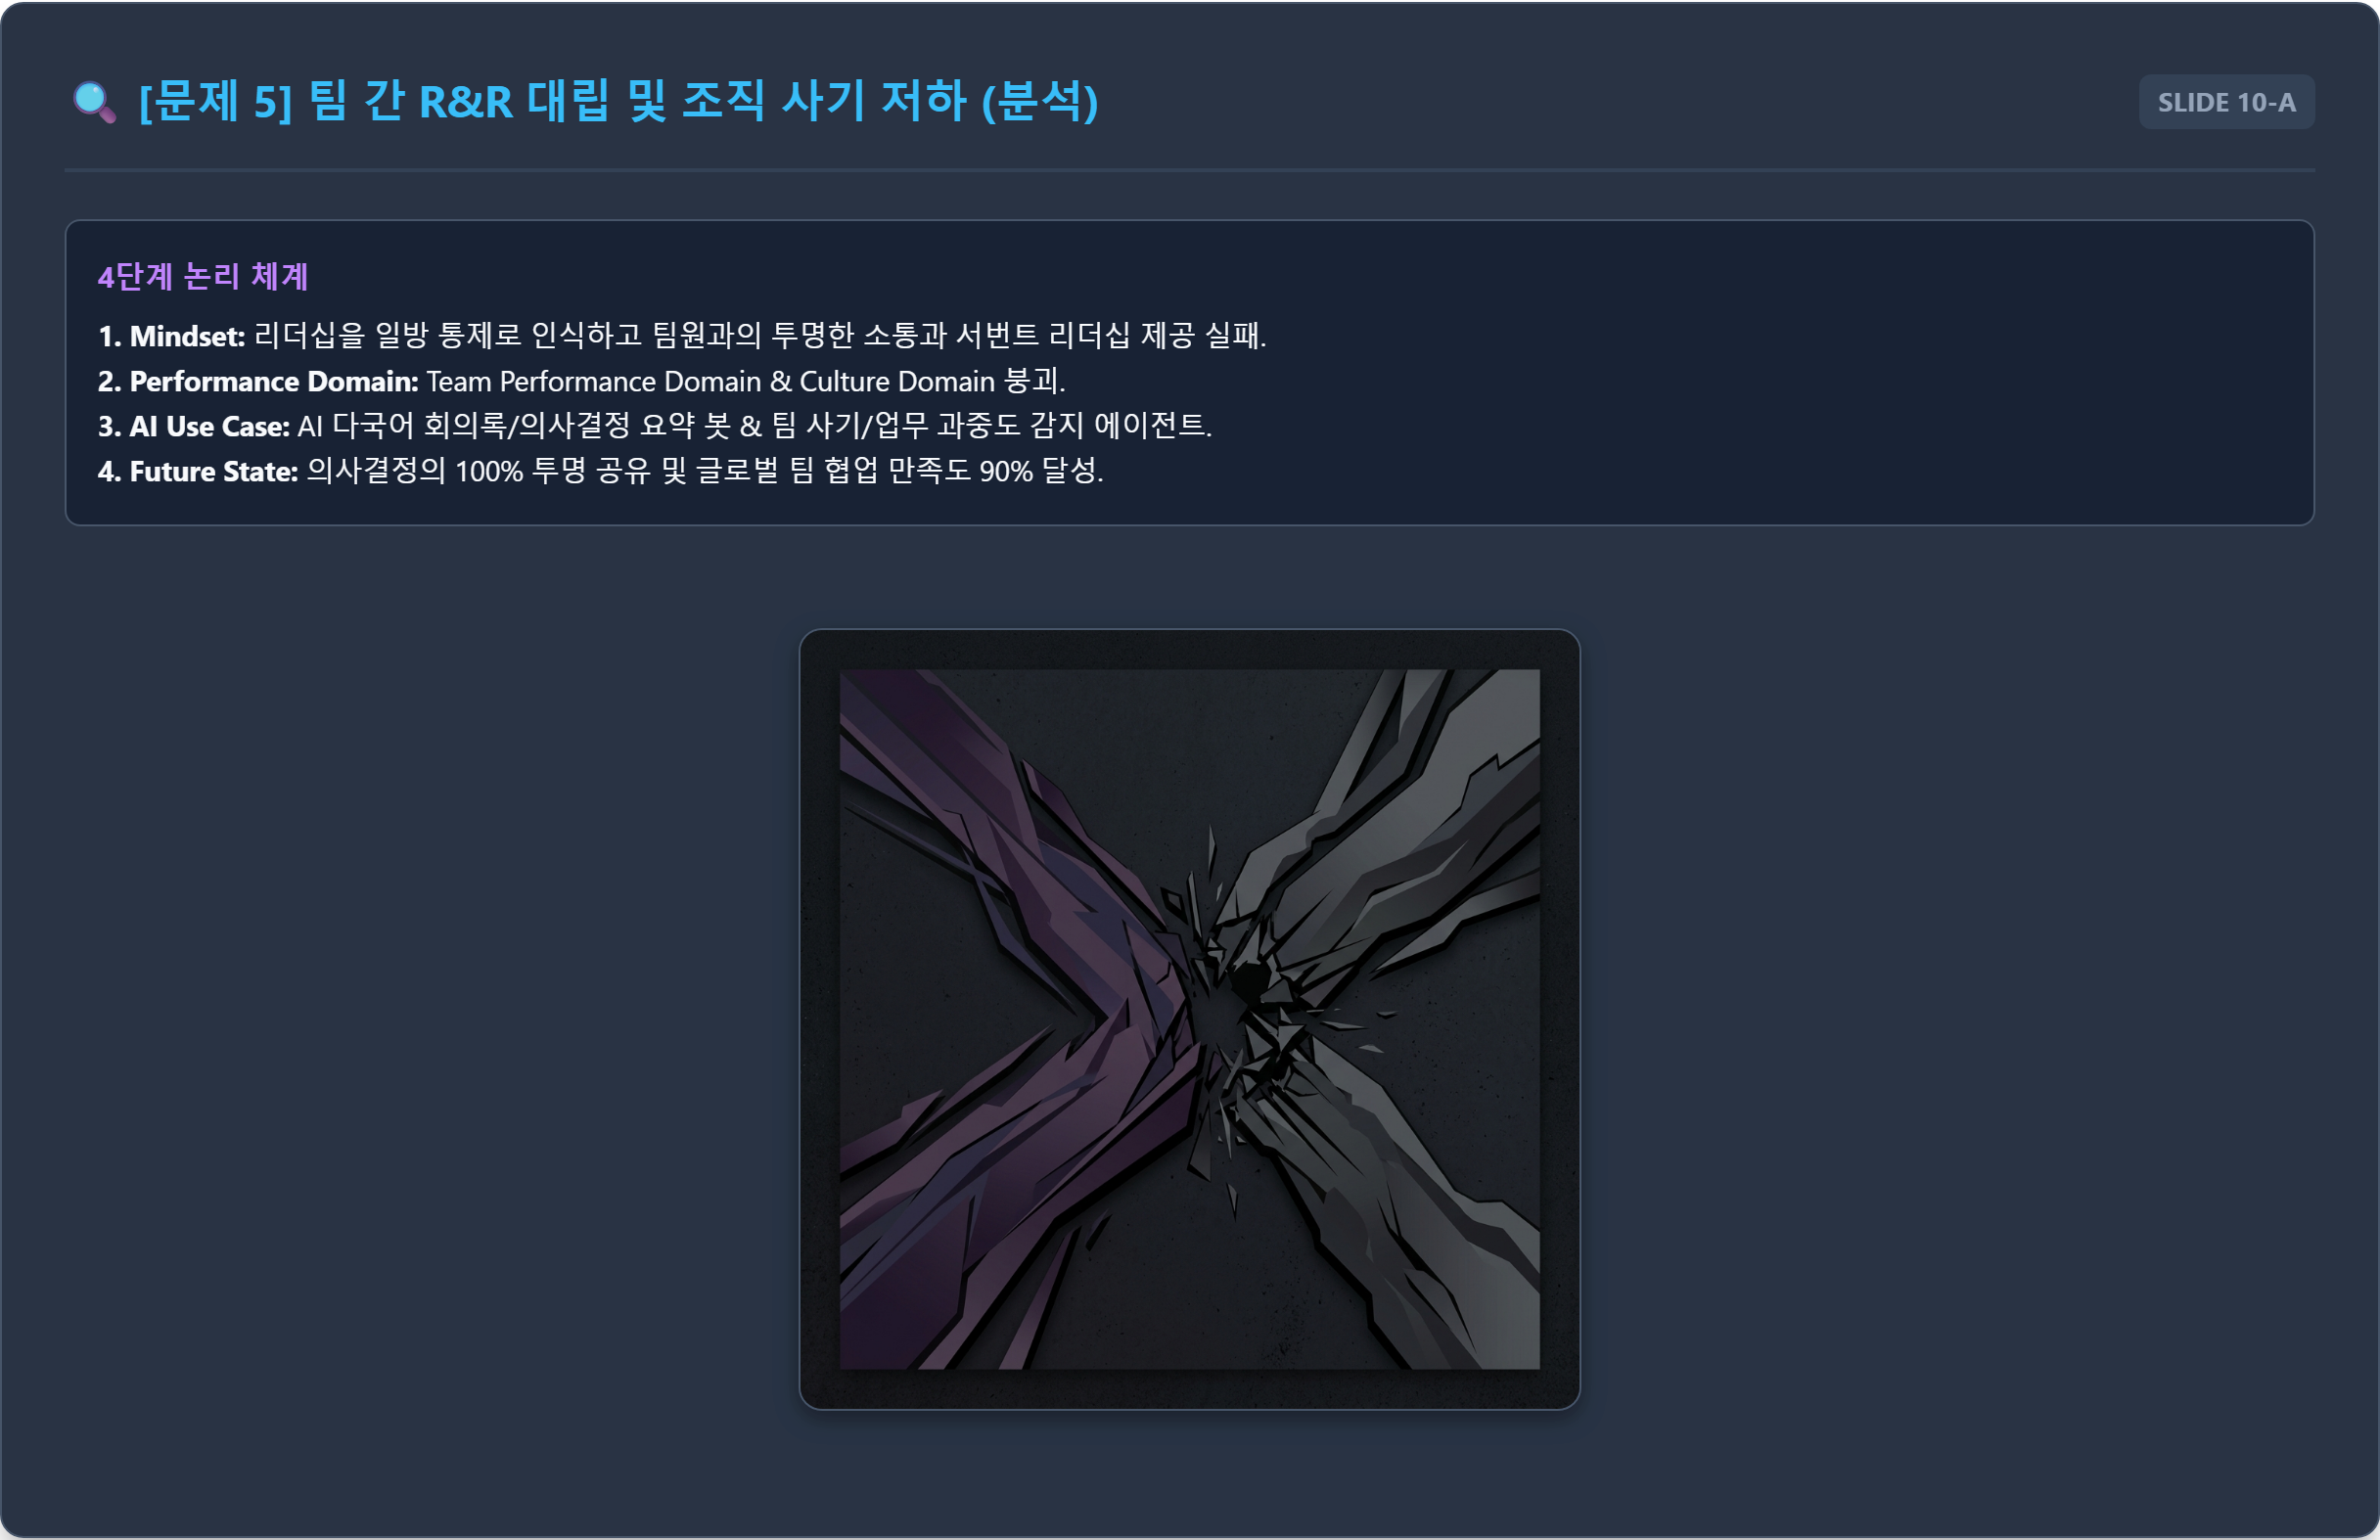 [문제 5] 팀 간 R&R 대립 및 조직 사기 저하 (분석)
SLIDE 10-A
4단계 논리 체계
1. Mindset: 리더십을 일방 통제로 인식하고 팀원과의 투명한 소통과 서번트 리더십 제공 실패.
2. Performance Domain: Team Performance Domain & Culture Domain 붕괴.
3. AI Use Case: AI 다국어 회의록/의사결정 요약 봇 & 팀 사기/업무 과중도 감지 에이전트.
4. Future State: 의사결정의 100% 투명 공유 및 글로벌 팀 협업 만족도 90% 달성.